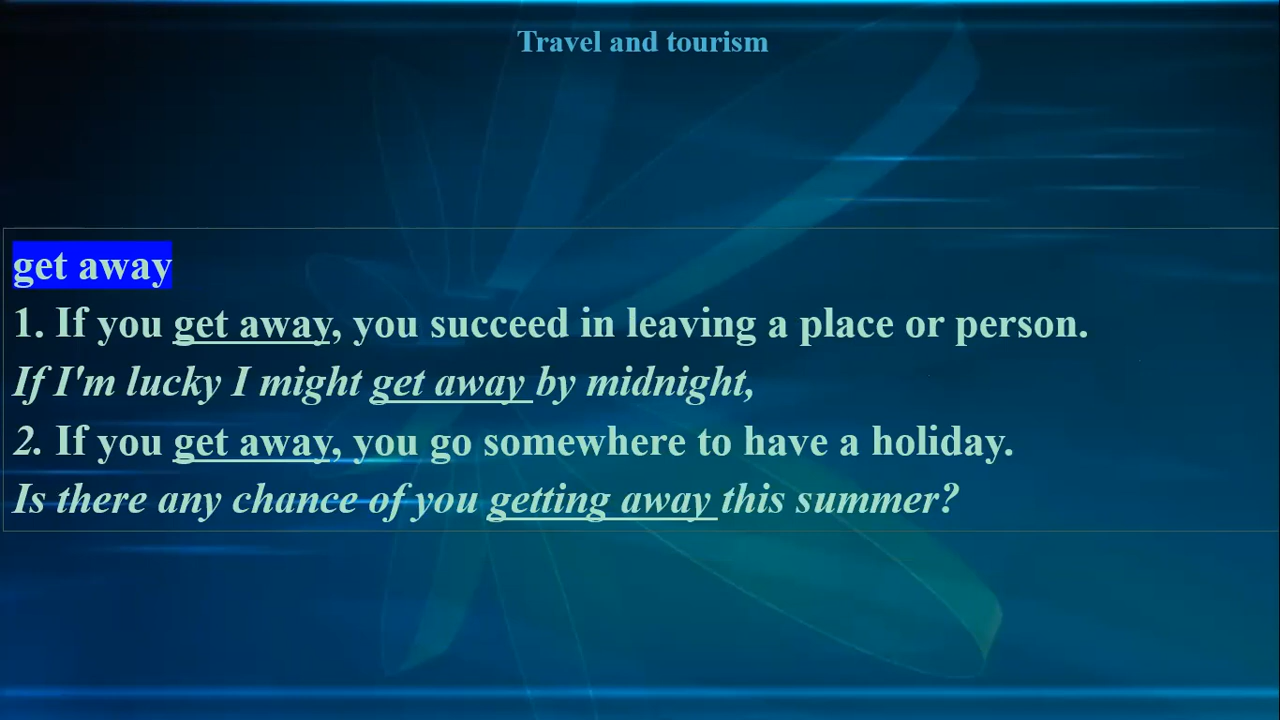 Travel and tourism
get away
1. If you get away, you succeed in leaving a place or person.
If I'm lucky I might get away by midnight,
2. If you get away, you go somewhere to have a holiday.
Is there any chance of you getting away this summer?